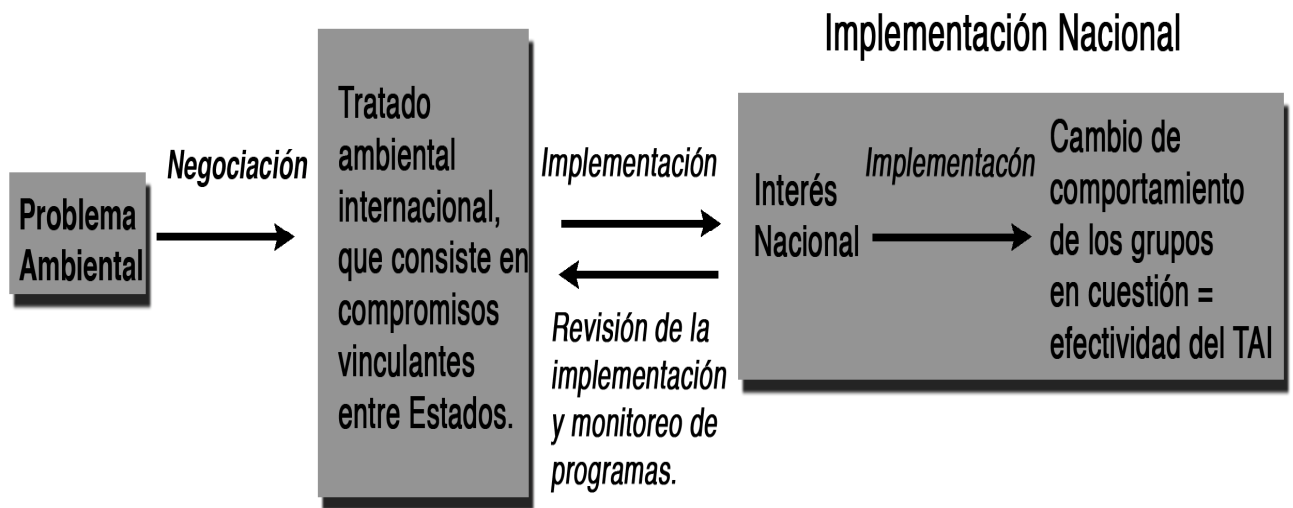 Implementación Nacional
Problema
Ambiental
Negociación
Tratado
ambiental
internacional,
que consiste en
compromisos
vinculantes
entre Estados.
Implementación
Revisión de la
implementación
y monitoreo de
programas.
Interés
Nacional
Implementacón
Cambio de
comportamiento
de los grupos
en cuestión =
efectividad del TAI